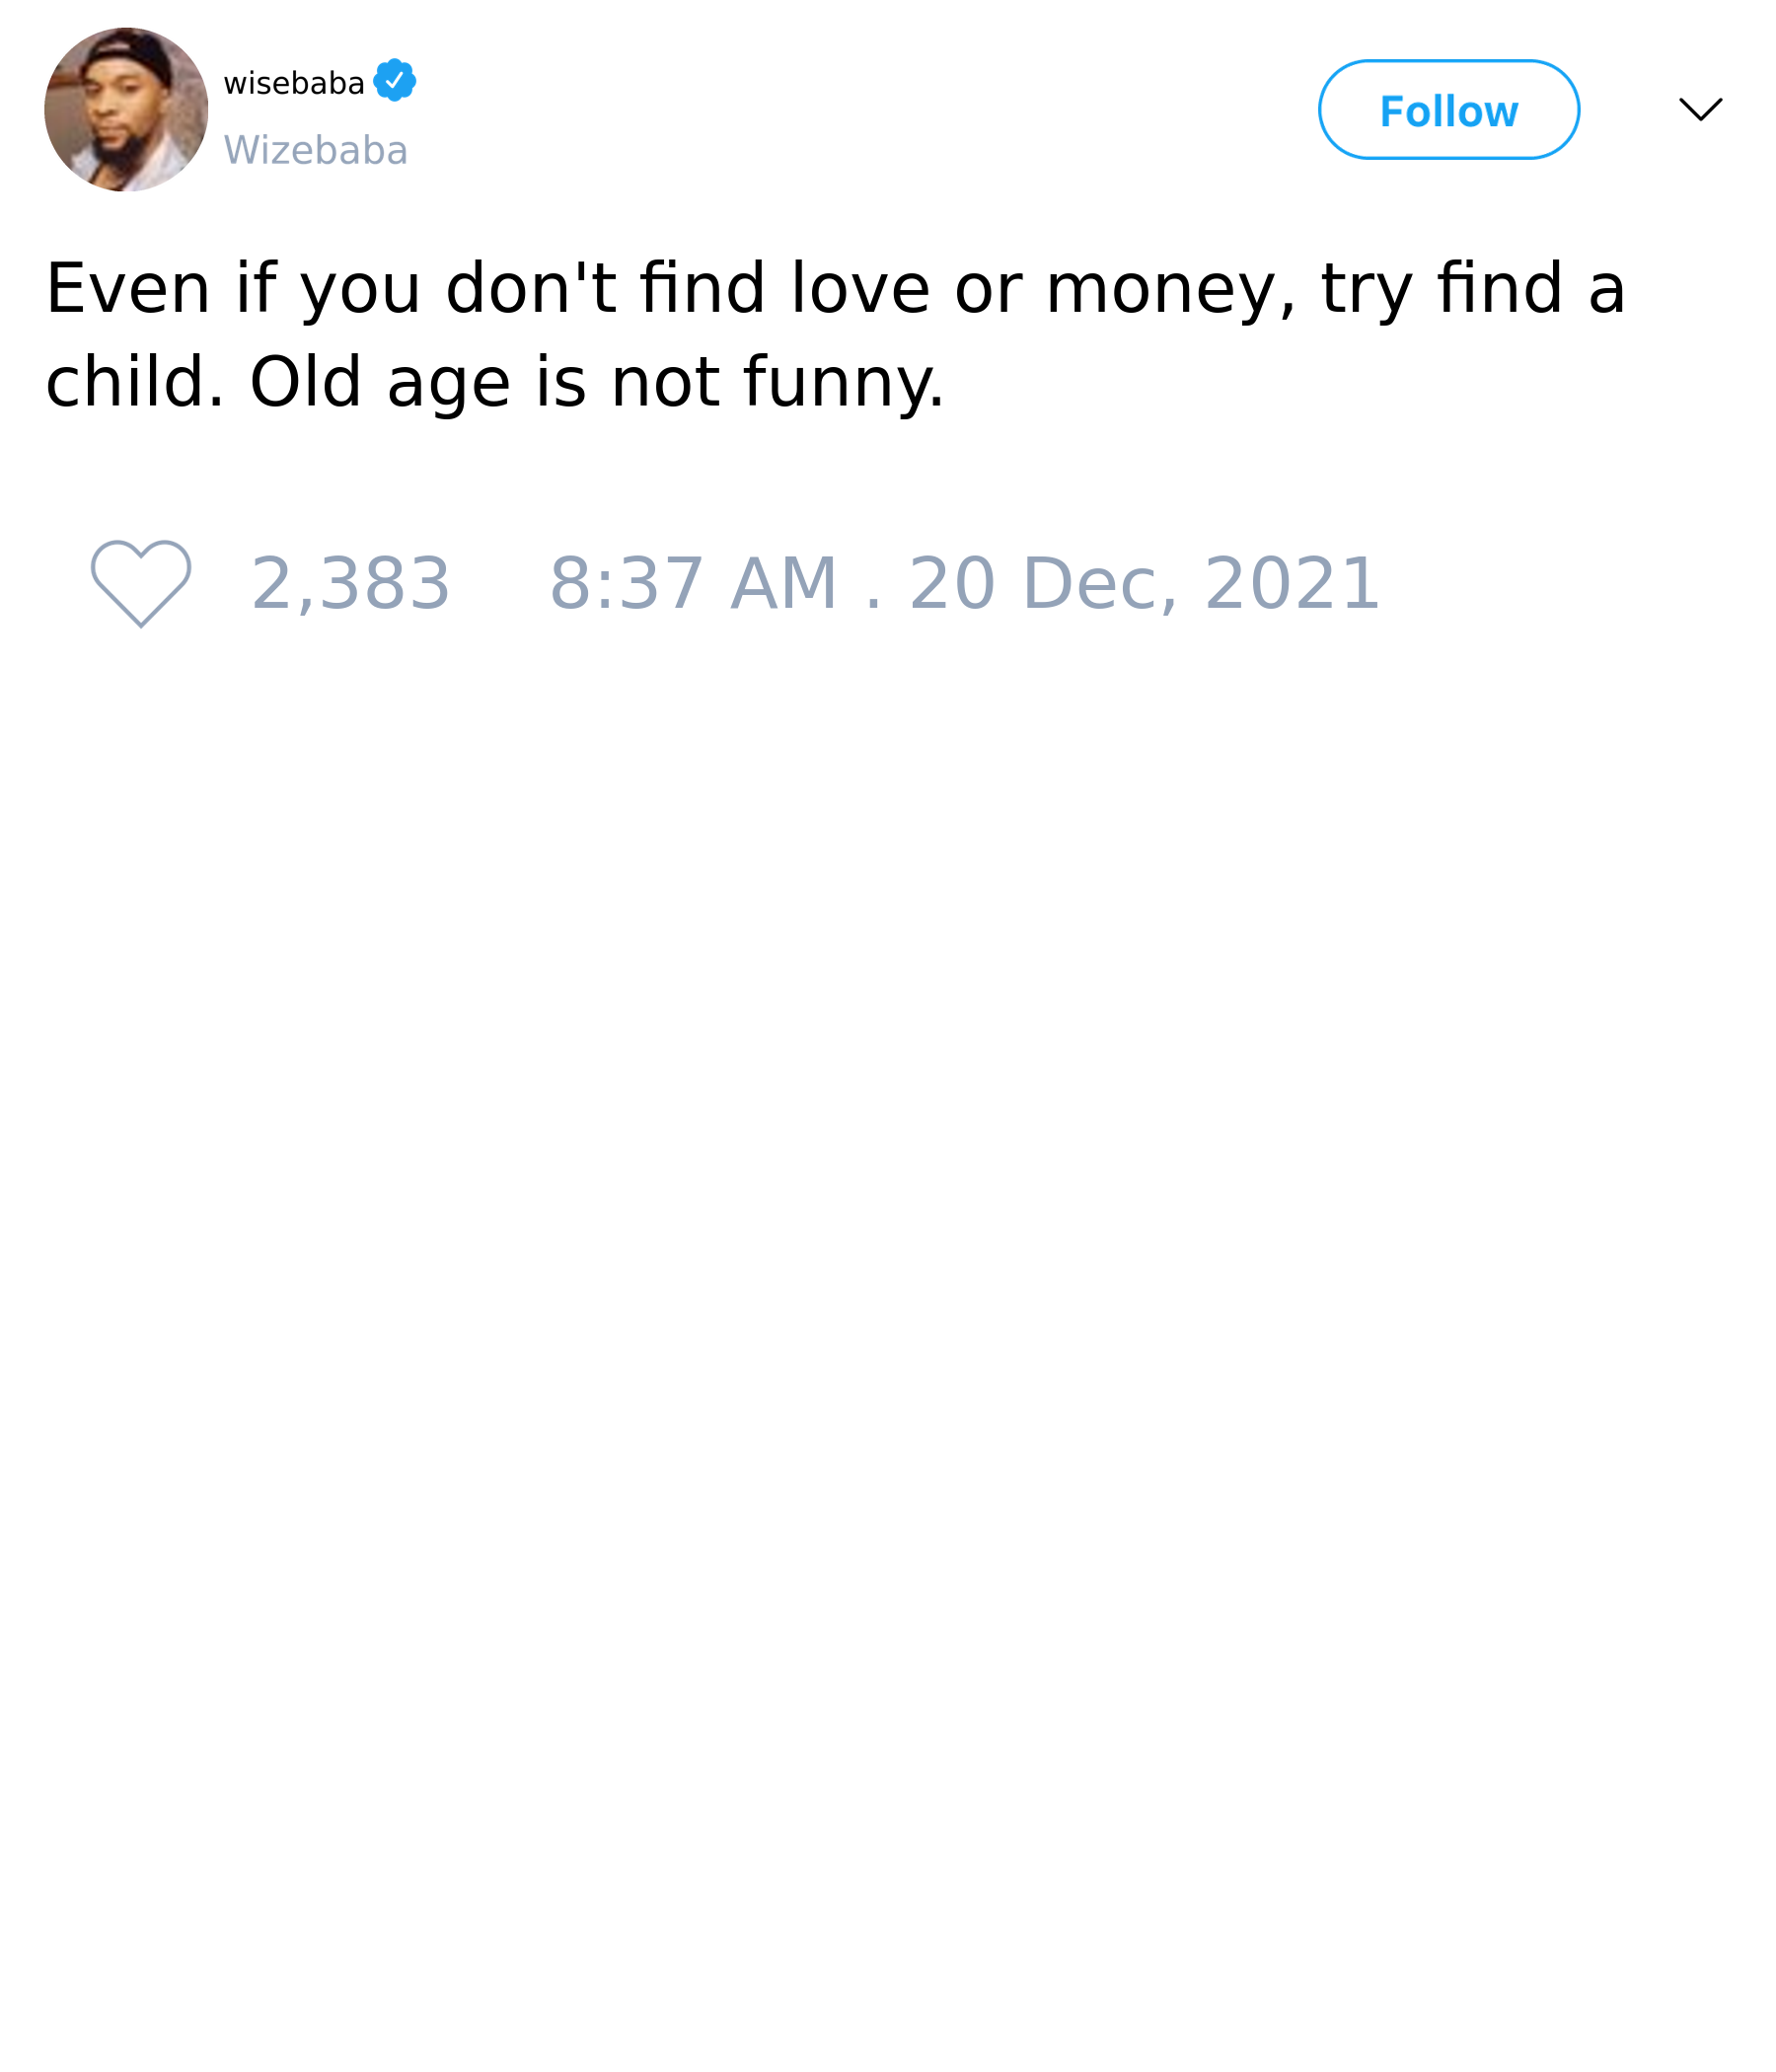 wisebaba
Wizebaba
Follow
Even if you don't find love or money, try find a
child. Old age is not funny.
2,383 8:37 AM . 20 Dec, 2021